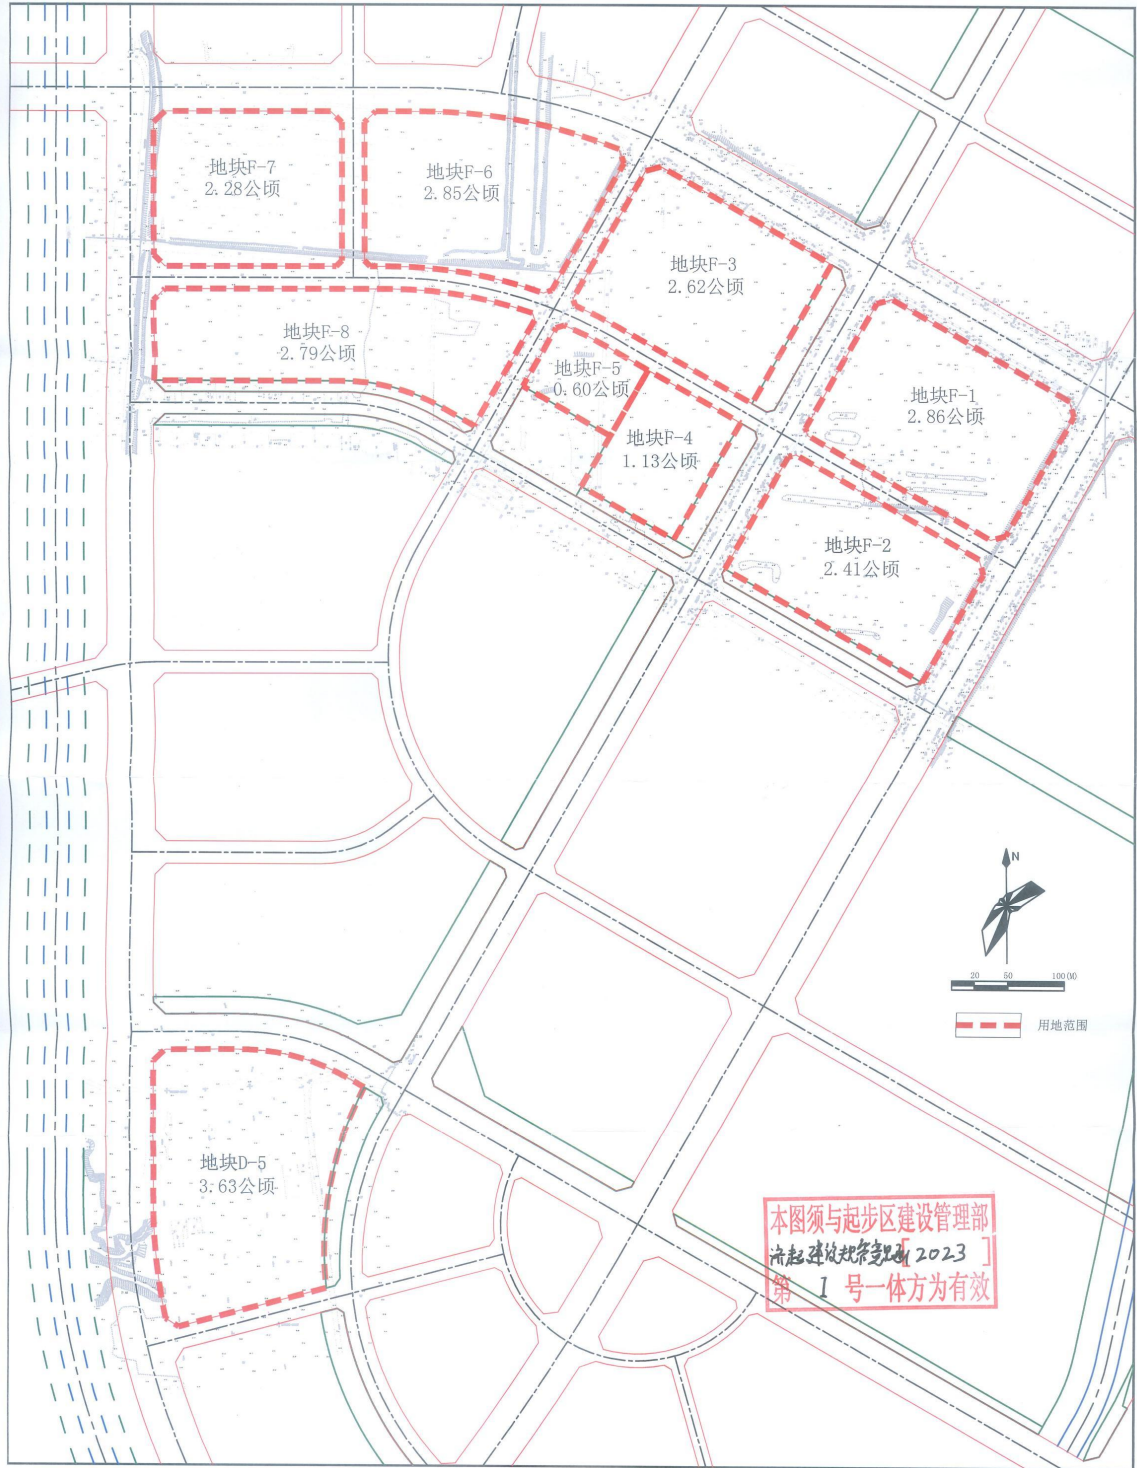 地块F-7
2.28公顷
地块F-6
2.85公顷
地块F-3
2.62公顷
地块F-8
2.79公顷
地块F-5
0.60公顷
地块F-1
2.86公顷
地块F-4
1.13公顷
地块F-2
2.41公顷
N
20 50 100(M)
用地范围
地块D-5
3.63公顷
本图须与起步区建设管理部
[2023]
第 1 号一体方为有效